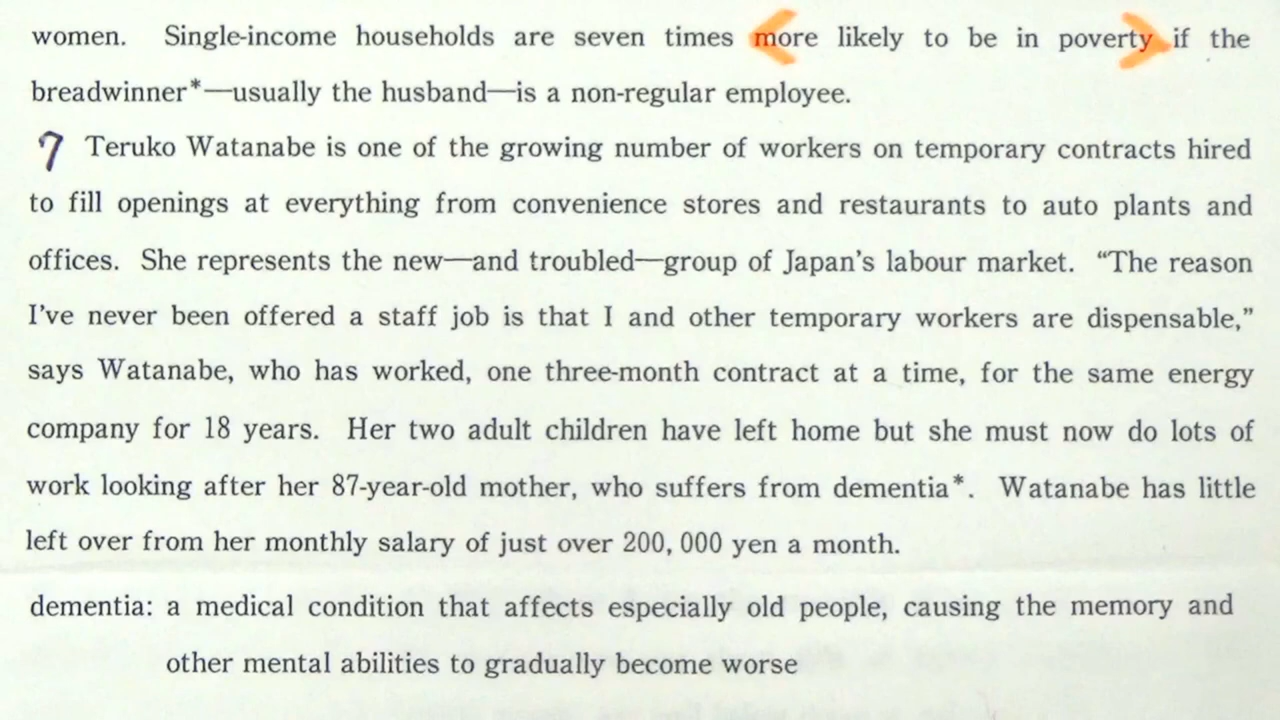 women. Single-income households are seven times more likely to be in poverty if the
breadwinner*—usually the husband—is a non-regular employee.
7 Teruko Watanabe is one of the growing number of workers on temporary contracts hired
to fill openings at everything from convenience stores and restaurants to auto plants and
offices. She represents the new—and troubled—group of Japan's labour market. “The reason
I've never been offered a staff job is that I and other temporary workers are dispensable,”
says Watanabe, who has worked, one three-month contract at a time, for the same energy
company for 18 years. Her two adult children have left home but she must now do lots of
work looking after her 87-year-old mother, who suffers from dementia*. Watanabe has little
left over from her monthly salary of just over 200,000 yen a month.
dementia: a medical condition that affects especially old people, causing the memory and
other mental abilities to gradually become worse